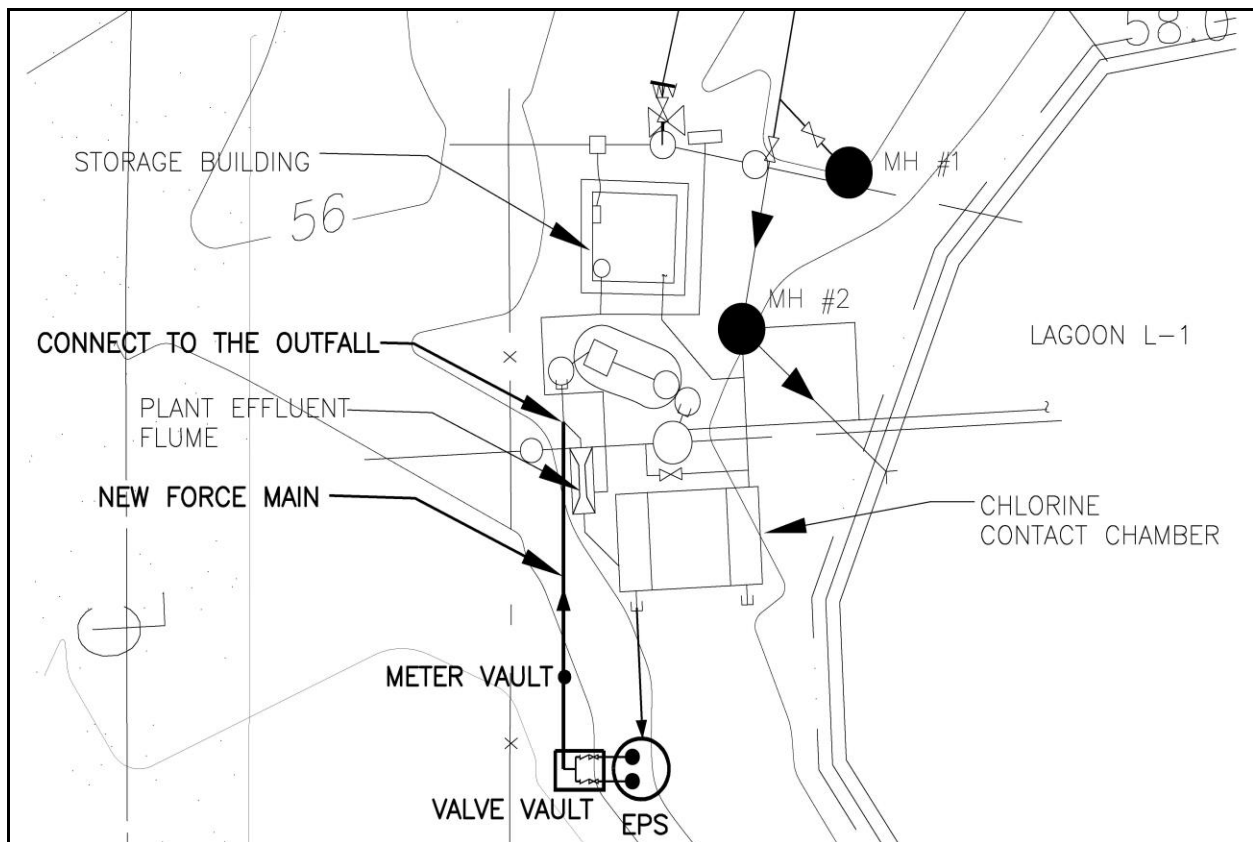 58.0
STORAGE BUILDING
MH #1
56
MH #2
CONNECT TO THE OUTFALL
LAGOON L-1
PLANT EFFLUENT
FLUME
NEW FORCE MAIN
CHLORINE
CONTACT CHAMBER
METER VAULT
VALVE VAULT
EPS